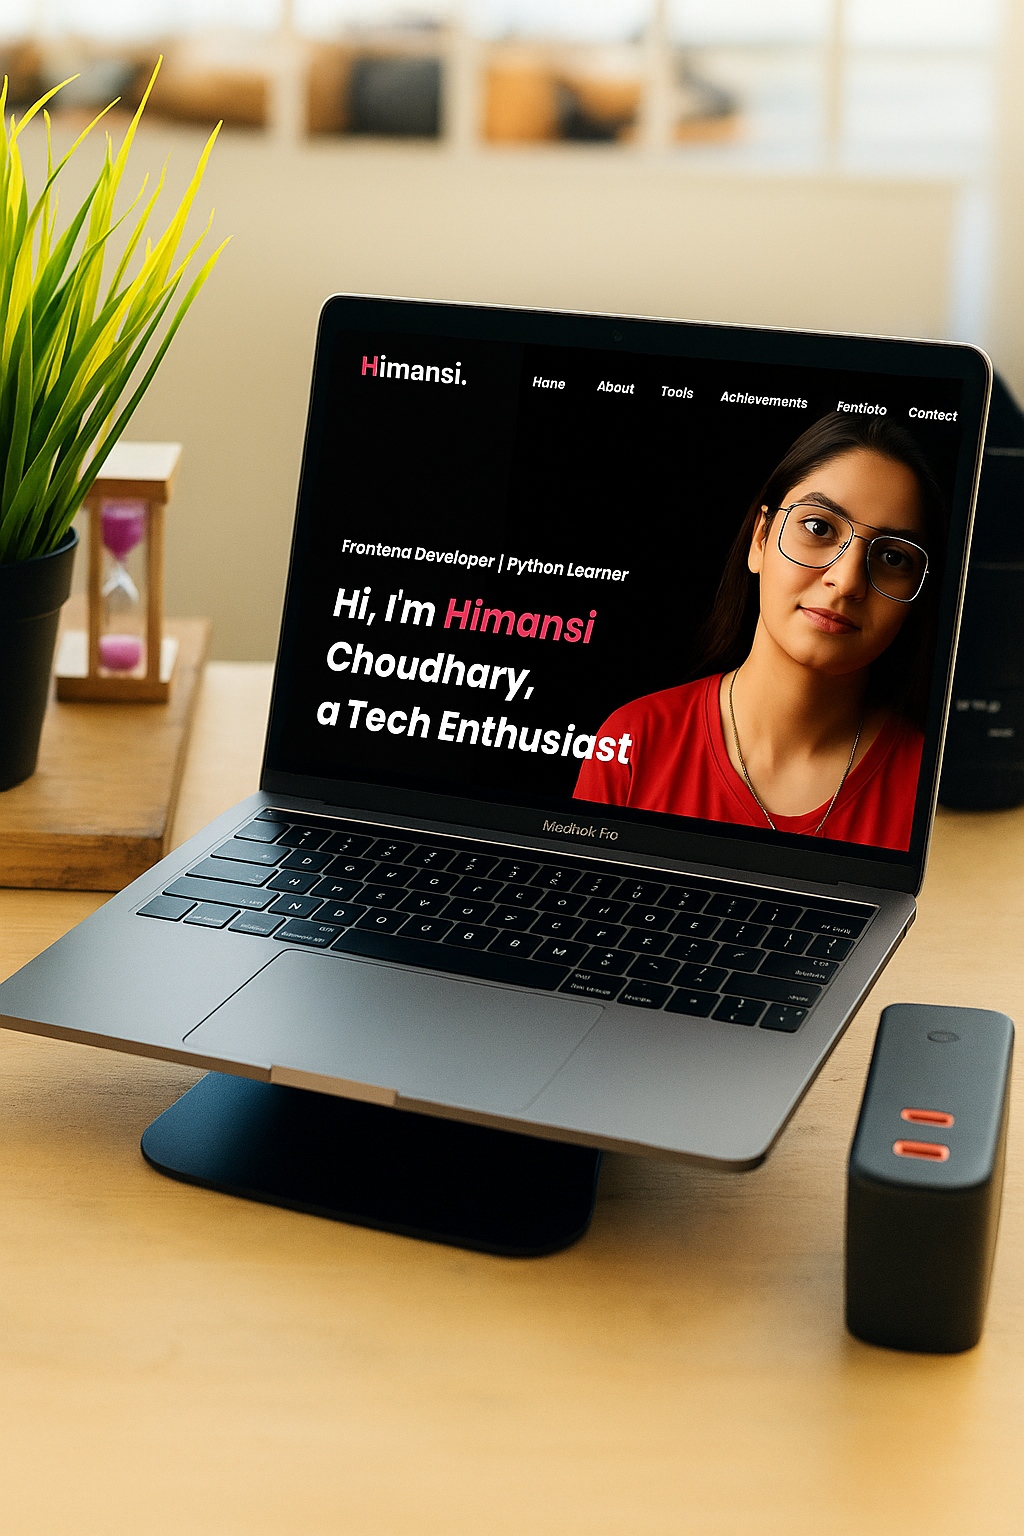 Himansi.
Hane About Tools Achlevements Fentioto Contect
Frontena Developer | Python Learner
Hi, I'm Himansi
Choudhary,
a Tech Enthusiast
Medhok Fro